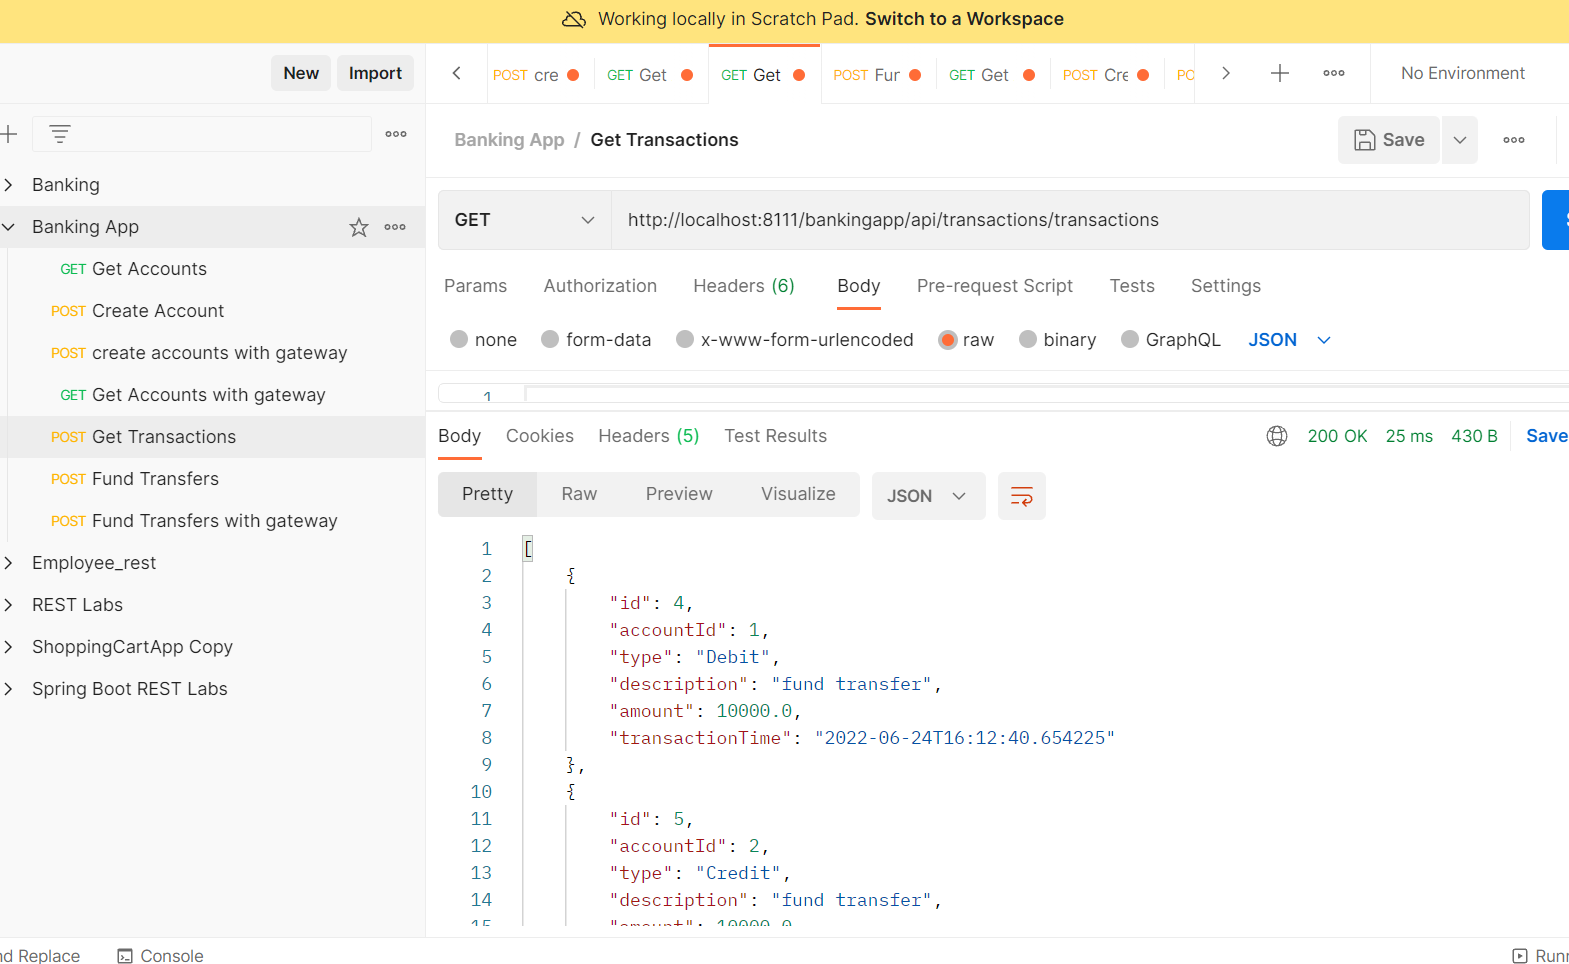 Working locally in Scratch Pad. Switch to a Workspace
New Import
POST cre GET Get GET Get POST Fur GET Get POST Cre PO No Environment
Banking App / Get Transactions Save
Banking
Banking App
GET Get Accounts
POST Create Account
POST create accounts with gateway
GET Get Accounts with gateway
POST Get Transactions
POST Fund Transfers
POST Fund Transfers with gateway
Employee_rest
REST Labs
ShoppingCartApp Copy
Spring Boot REST Labs
GET http://localhost:8111/bankingapp/api/transactions/transactions
Params Authorization Headers (6) Body Pre-request Script Tests Settings
none form-data x-www-form-urlencoded raw binary GraphQL JSON
1
Body Cookies Headers (5) Test Results 200 OK 25 ms 430 B Save
Pretty Raw Preview Visualize JSON
1 [
2 {
3 "id": 4,
4 "accountId": 1,
5 "type": "Debit",
6 "description": "fund transfer",
7 "amount": 10000.0,
8 "transactionTime": "2022-06-24T16:12:40.654225"
9 },
10 {
11 "id": 5,
12 "accountId": 2,
13 "type": "Credit",
14 "description": "fund transfer",
15 "amount": 10000.0
nd Replace Console Runn